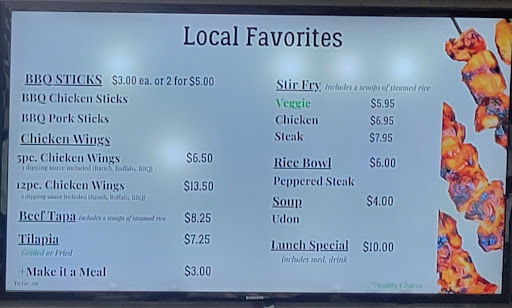 Local Favorites
BBQ STICKS $3.00 ea. or 2 for $5.00
BBQ Chicken Sticks
BBQ Pork Sticks
Chicken Wings
5pc. Chicken Wings $6.50
1 dipping sauce included (Ranch, Buffalo, BBQ)
12pc. Chicken Wings $13.50
2 dipping sauce included (Ranch, Buffalo, BBQ)
Beef Tapa Includes 2 scoops of steamed rice $8.25
Tilapia $7.25
Grilled or Fried
+Make it a Meal $3.00
Stir Fry Includes 2 scoops of steamed rice
Veggie $5.95
Chicken $6.95
Steak $7.95
Rice Bowl $6.00
Peppered Steak
Soup $4.00
Udon
Lunch Special $10.00
includes med. drink
*Healthy Choices
SAMSUNG